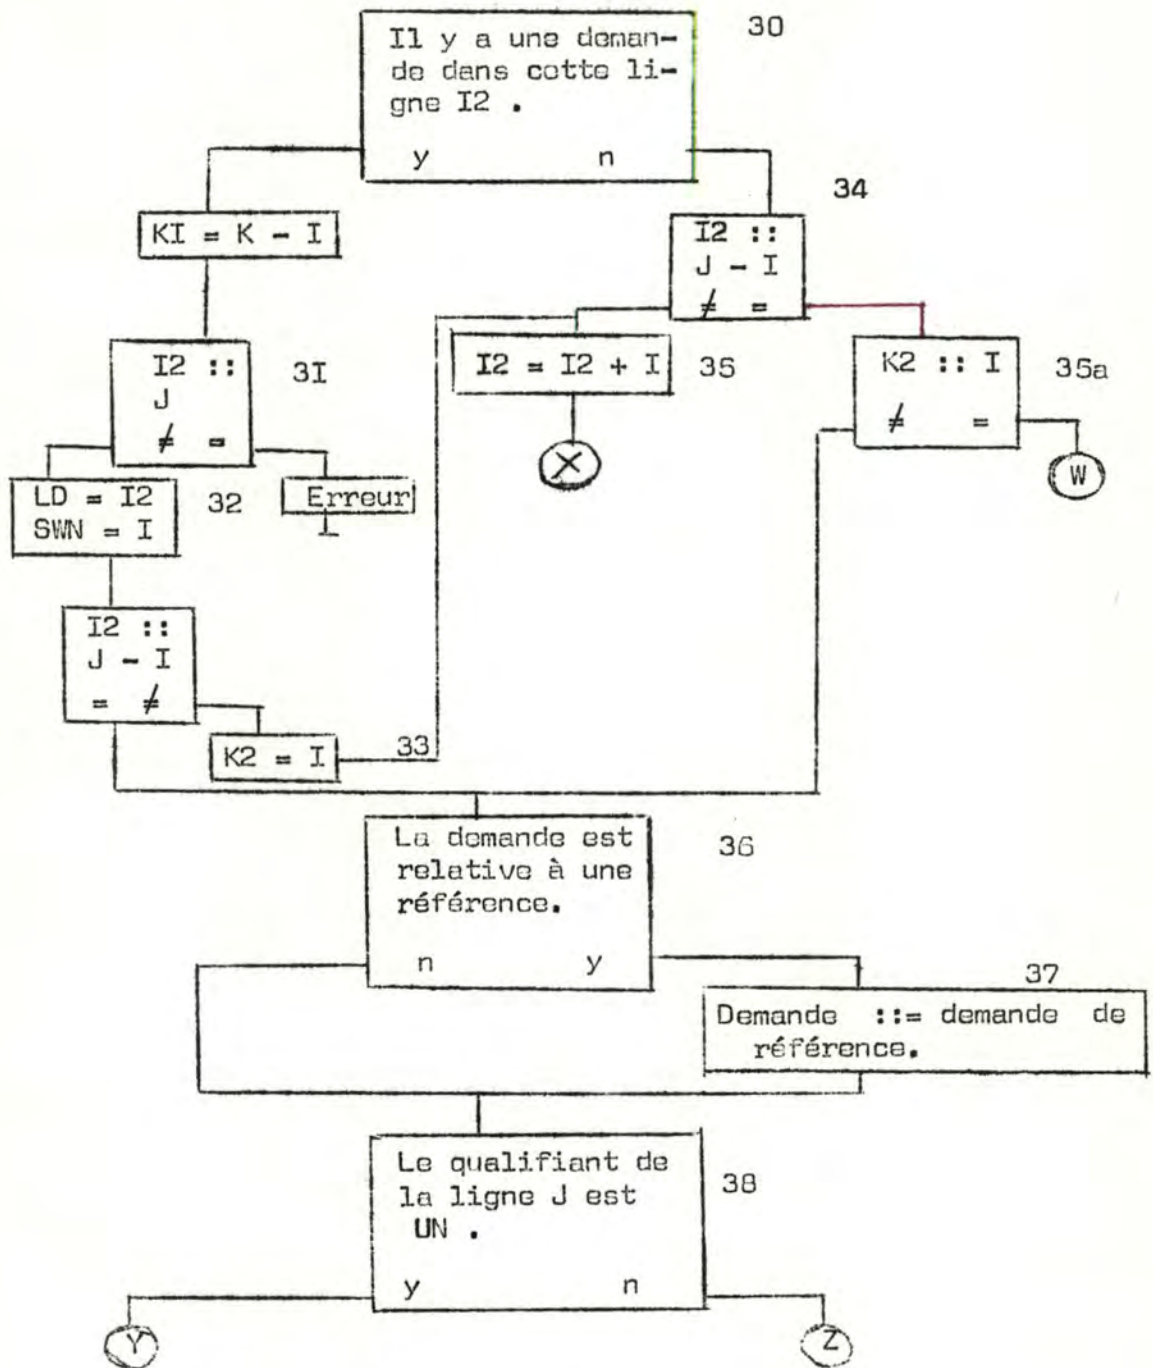 30
Il y a une deman-
de dans cette li-
gne I2 .
y n
34
KI = K - I
I2 ::
J - I
≠ =
I2 ::
J
≠ =
3I
I2 = I2 + I
35
K2 :: I
≠ =
35a
X
W
LD = I2
SWN = I
32
Erreur
I2 ::
J - I
= ≠
K2 = I
33
La demande est
relative à une
référence.
n y
36
37
Demande ::= demande de
référence.
Le qualifiant de
la ligne J est
UN .
y n
38
Y
Z